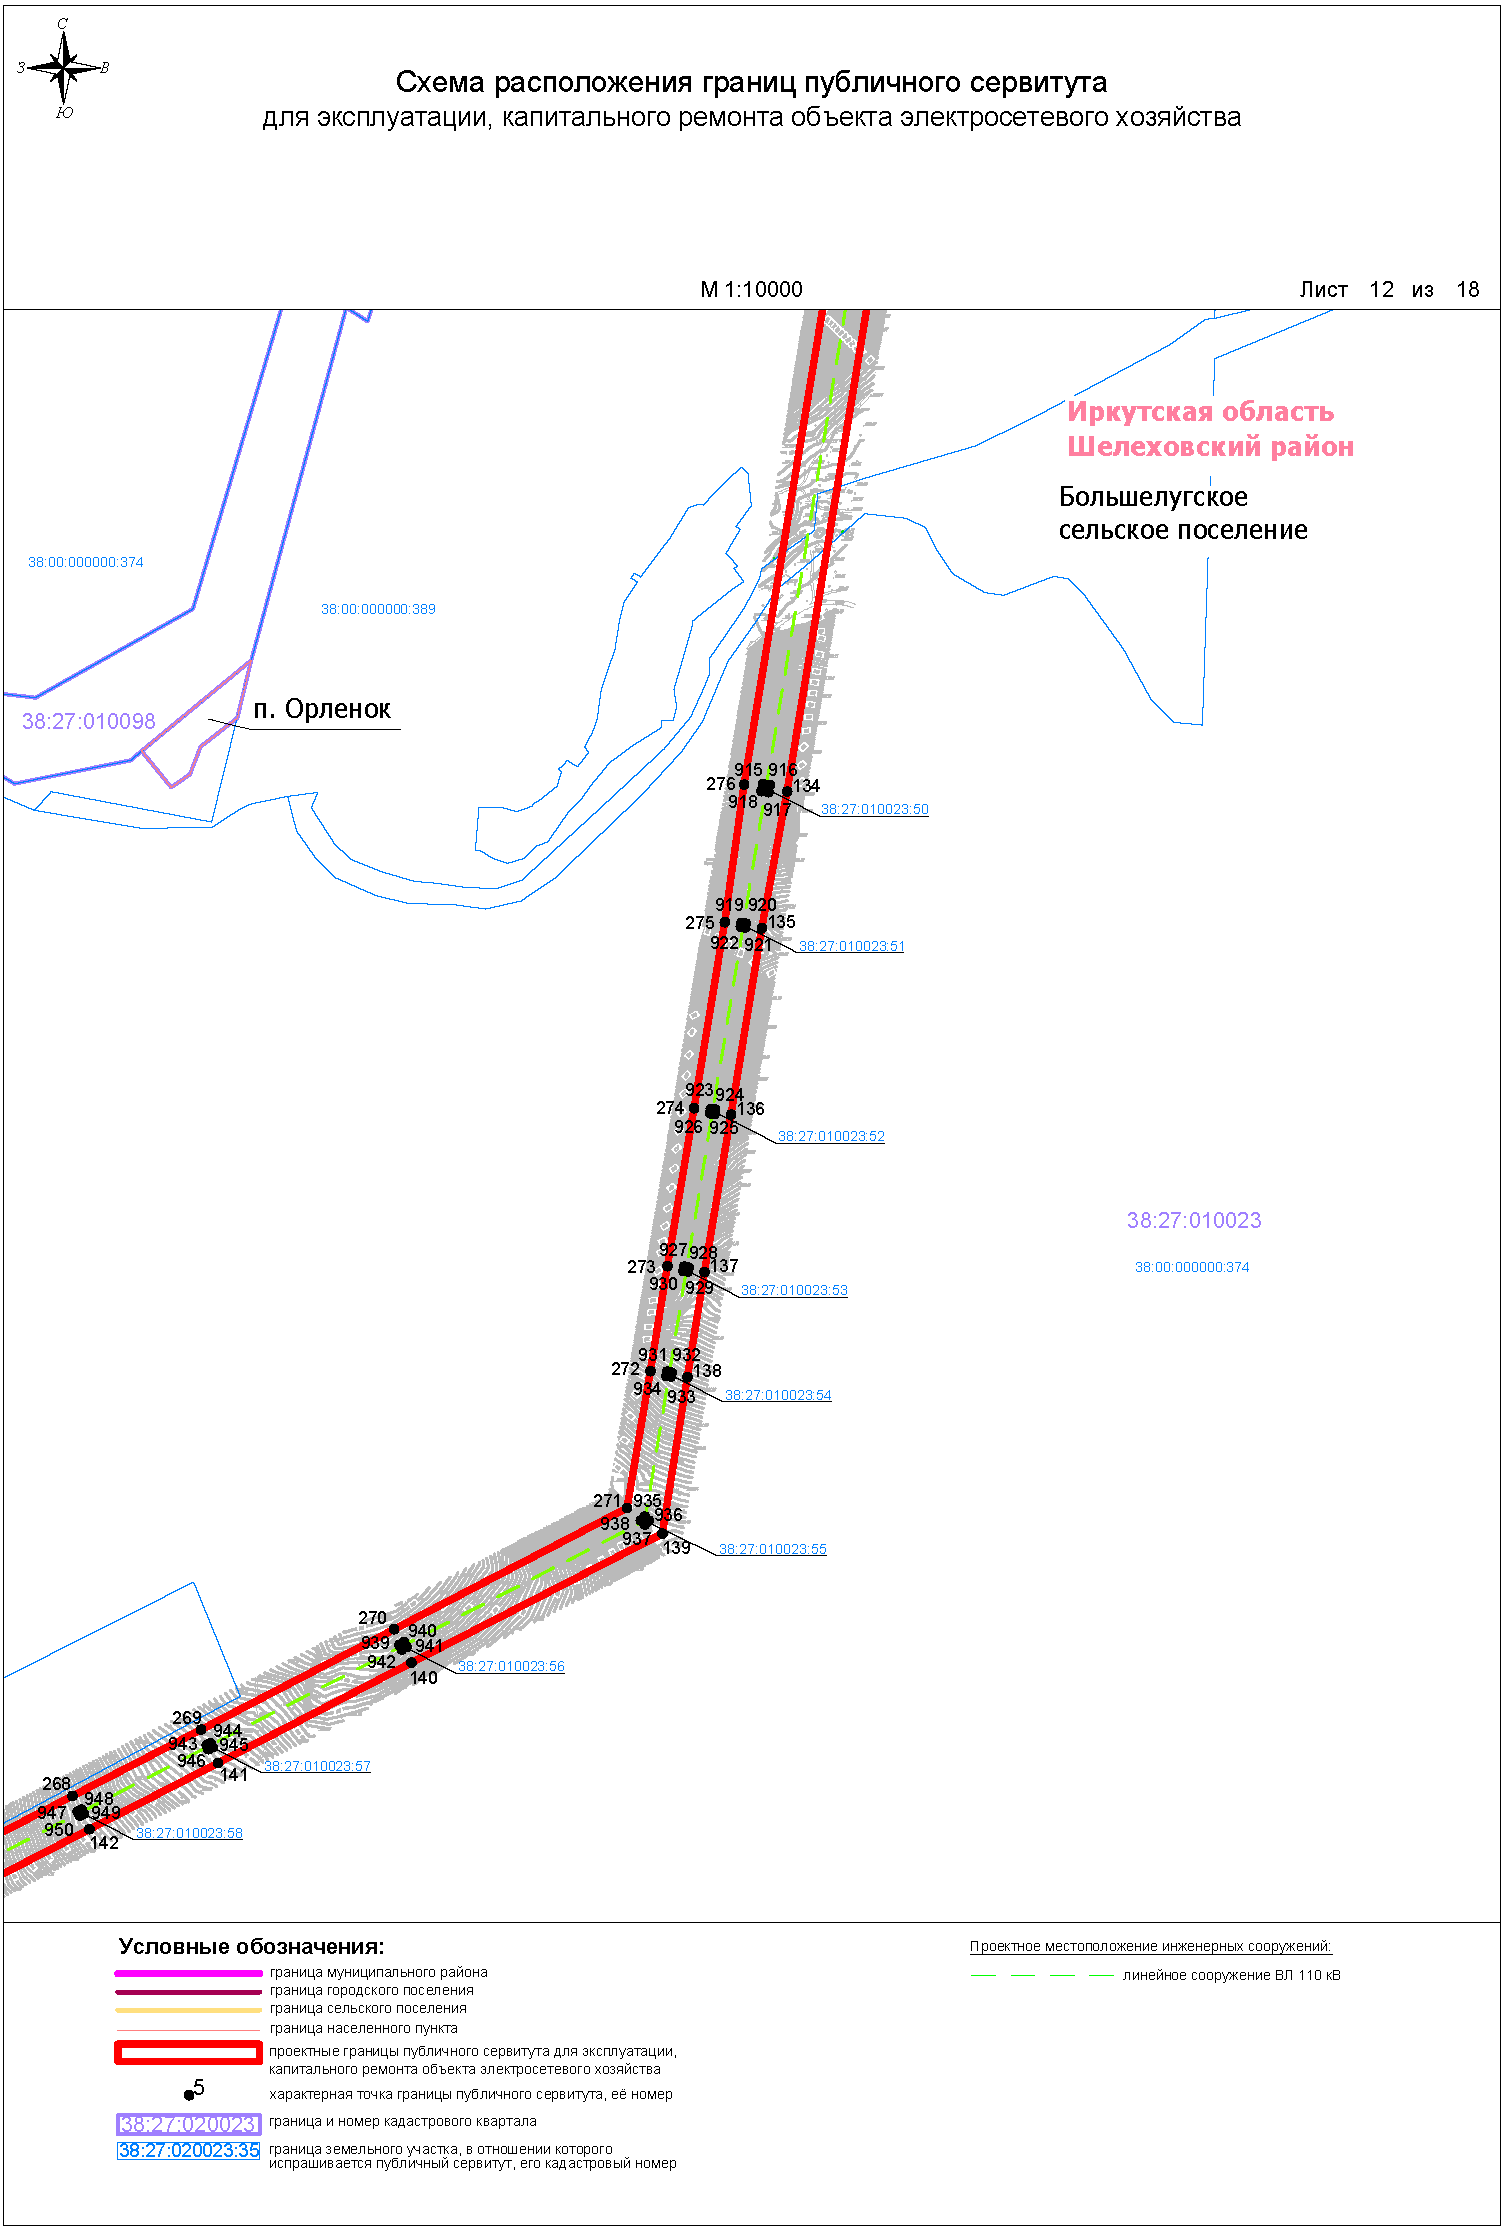 С
З В
Ю
Схема расположения границ публичного сервитута
для эксплуатации, капитального ремонта объекта электросетевого хозяйства
М 1:10000
Лист 12 из 18
Иркутская область
Шелеховский район
Большелугское
сельское поселение
38:00:000000:374
38:00:000000:389
п. Орленок
38:27:010098
915 916
276 134
918 917
38:27:010023:50
919 920
275 135
922 921
38:27:010023:51
923 924
274 136
926 925
38:27:010023:52
38:27:010023
38:00:000000:374
927 928
273 137
930 929
38:27:010023:53
931 932
272 138
934 933
38:27:010023:54
271 935
938 936
937 139
38:27:010023:55
270 940
939 941
942 140
38:27:010023:56
269 944
943 945
946 141
38:27:010023:57
268 948
947 949
950 142
38:27:010023:58
Условные обозначения:
граница муниципального района
граница городского поселения
граница сельского поселения
граница населенного пункта
проектные границы публичного сервитута для эксплуатации,
капитального ремонта объекта электросетевого хозяйства
5 характерная точка границы публичного сервитута, её номер
38:27:020023 граница и номер кадастрового квартала
38:27:020023:35 граница земельного участка, в отношении которого
испрашивается публичный сервитут, его кадастровый номер
Проектное местоположение инженерных сооружений:
линейное сооружение ВЛ 110 кВ